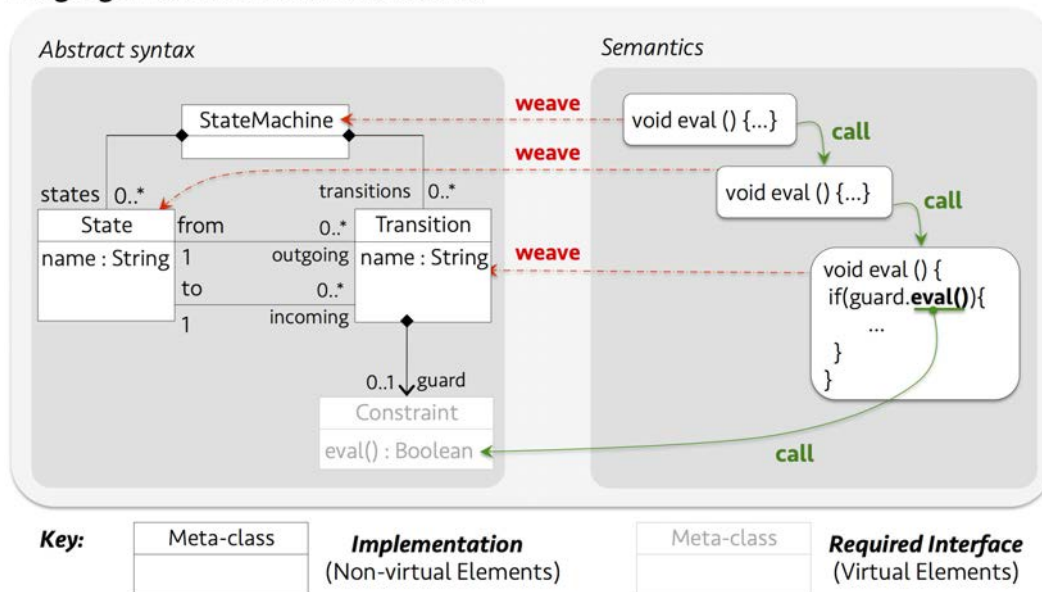 Abstract syntax
Semantics
StateMachine
weave
void eval () {...}
call
weave
states 0..*
transitions 0..*
void eval () {...}
call
State
from
0..*
Transition
name : String
1
outgoing
name : String
weave
void eval () {
if(guard.eval()){
...
}
}
to
0..*
1
incoming
0..1
guard
Constraint
eval() : Boolean
call
Key:
Meta-class
Implementation
(Non-virtual Elements)
Meta-class
Required Interface
(Virtual Elements)